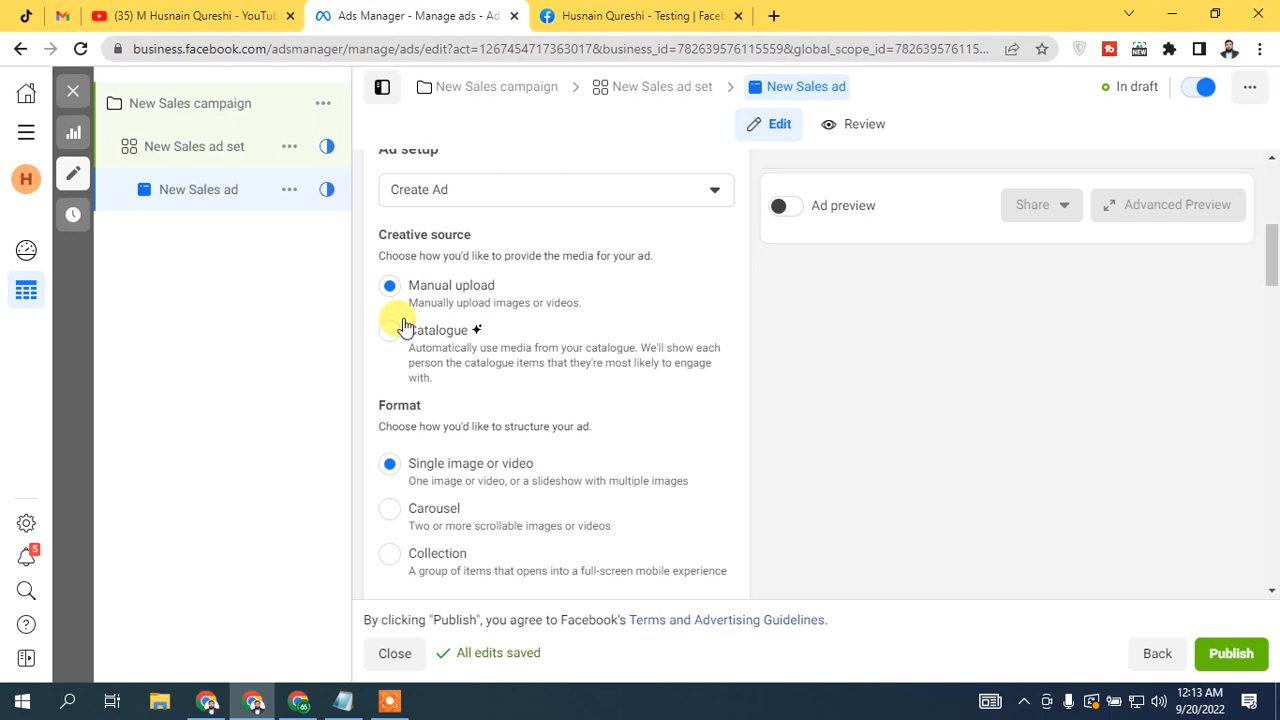 (35) M Husnain Qureshi - YouTu
Ads Manager - Manage ads - Ad
Husnain Qureshi - Testing | Faceb
business.facebook.com/adsmanager/manage/ads/edit?act=1267454717363017&business_id=782639576115559&global_scope_id=78263957611555...
New Sales campaign
New Sales ad set
New Sales ad
In draft
New Sales campaign
Edit
Review
New Sales ad set
New Sales ad
H
Ad setup
Create Ad
Ad preview
Share
Advanced Preview
Creative source
Choose how you'd like to provide the media for your ad.
Manual upload
Manually upload images or videos.
Catalogue
Automatically use media from your catalogue. We'll show each
person the catalogue items that they're most likely to engage
with.
Format
Choose how you'd like to structure your ad.
Single image or video
One image or video, or a slideshow with multiple images
Carousel
Two or more scrollable images or videos
Collection
A group of items that opens into a full-screen mobile experience
5
By clicking "Publish", you agree to Facebook's Terms and Advertising Guidelines.
Close
All edits saved
Back
Publish
12:13 AM
9/20/2022